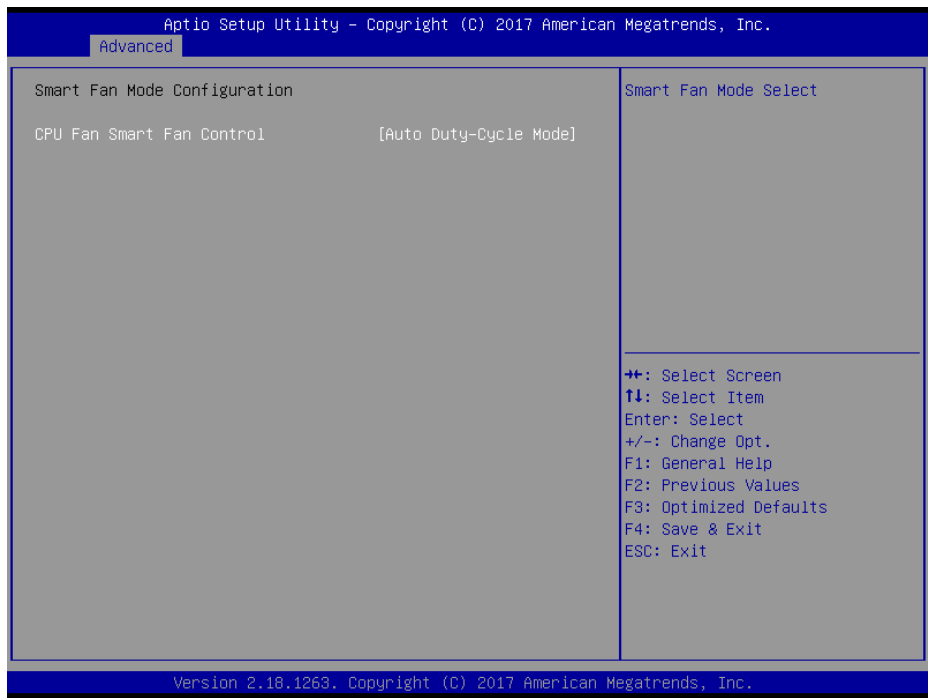 Aptio Setup Utility – Copyright (C) 2017 American Megatrends, Inc.
Advanced
Smart Fan Mode Configuration
CPU Fan Smart Fan Control [Auto Duty-Cycle Mode]
Smart Fan Mode Select
→←: Select Screen
↑↓: Select Item
Enter: Select
+/-: Change Opt.
F1: General Help
F2: Previous Values
F3: Optimized Defaults
F4: Save & Exit
ESC: Exit
Version 2.18.1263. Copyright (C) 2017 American Megatrends, Inc.